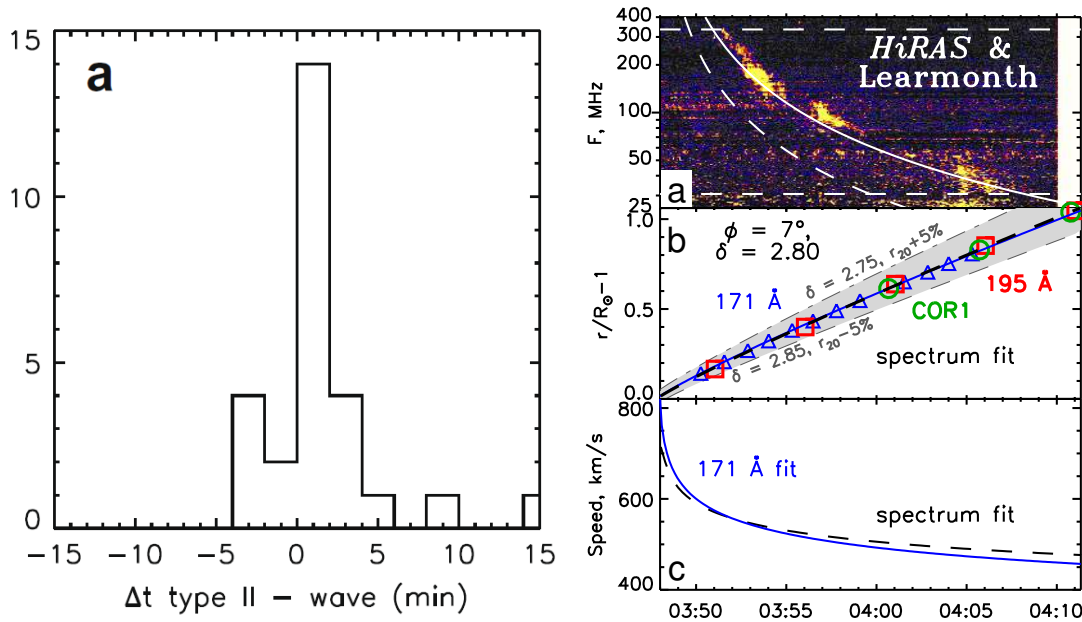 a
15
10
5
0
−15
−10
−5
0
5
10
15
Δt type II − wave (min)
HiRAS &
Learmonth
400
300
200
100
50
25
F, MHz
a
b
ϕ = 7°,
δ = 2.80
δ = 2.75, r₂₀+5%
171 Å
195 Å
COR1
δ = 2.85, r₂₀−5%
spectrum fit
1.0
0.5
0.0
r/R⊙−1
800
600
400
Speed, km/s
171 Å fit
spectrum fit
c
03:50
03:55
04:00
04:05
04:10